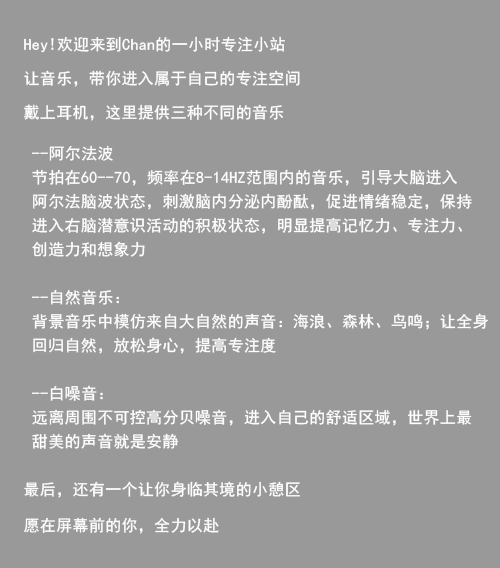 Hey!欢迎来到Chan的一小时专注小站
让音乐，带你进入属于自己的专注空间
戴上耳机，这里提供三种不同的音乐
--阿尔法波
节拍在60--70，频率在8-14HZ范围内的音乐，引导大脑进入
阿尔法脑波状态，刺激脑内分泌内酚酞，促进情绪稳定，保持
进入右脑潜意识活动的积极状态，明显提高记忆力、专注力、
创造力和想象力
--自然音乐：
背景音乐中模仿来自大自然的声音：海浪、森林、鸟鸣；让全身
回归自然，放松身心，提高专注度
--白噪音：
远离周围不可控高分贝噪音，进入自己的舒适区域，世界上最
甜美的声音就是安静
最后，还有一个让你身临其境的小憩区
愿在屏幕前的你，全力以赴